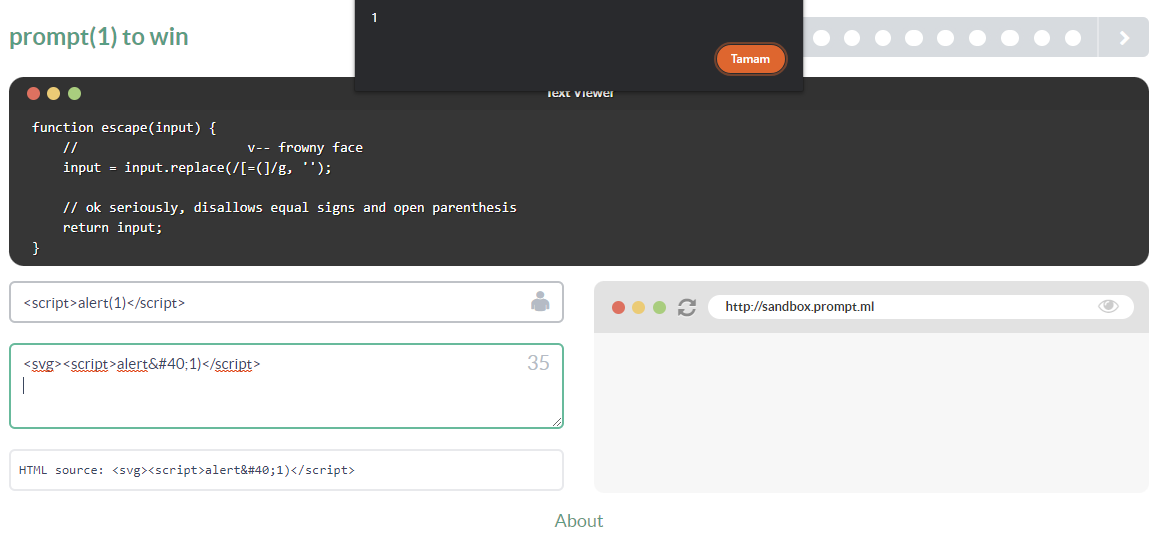 1
Tamam
prompt(1) to win
Text Viewer
function escape(input) {
// v-- frowny face
input = input.replace(/[=(]/g, '');
// ok seriously, disallows equal signs and open parenthesis
return input;
}
<script>alert(1)</script>
<svg><script>alert&#40;1)</script>
35
HTML source: <svg><script>alert&#40;1)</script>
http://sandbox.prompt.ml
About